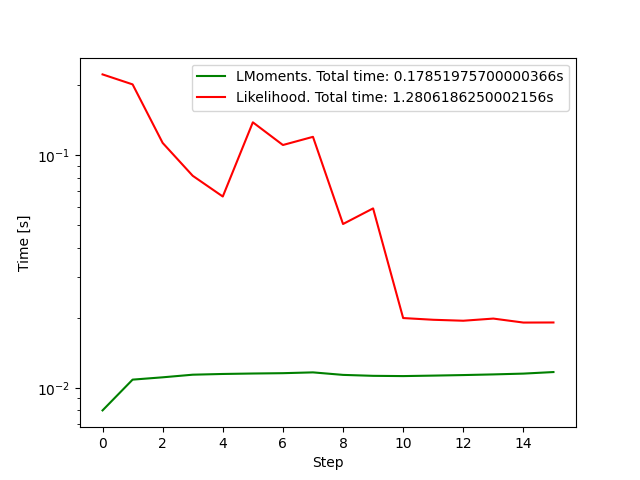 LMoments. Total time: 0.17851975700000366s
Likelihood. Total time: 1.2806186250002156s
10⁻¹
10⁻²
Time [s]
0 2 4 6 8 10 12 14
Step